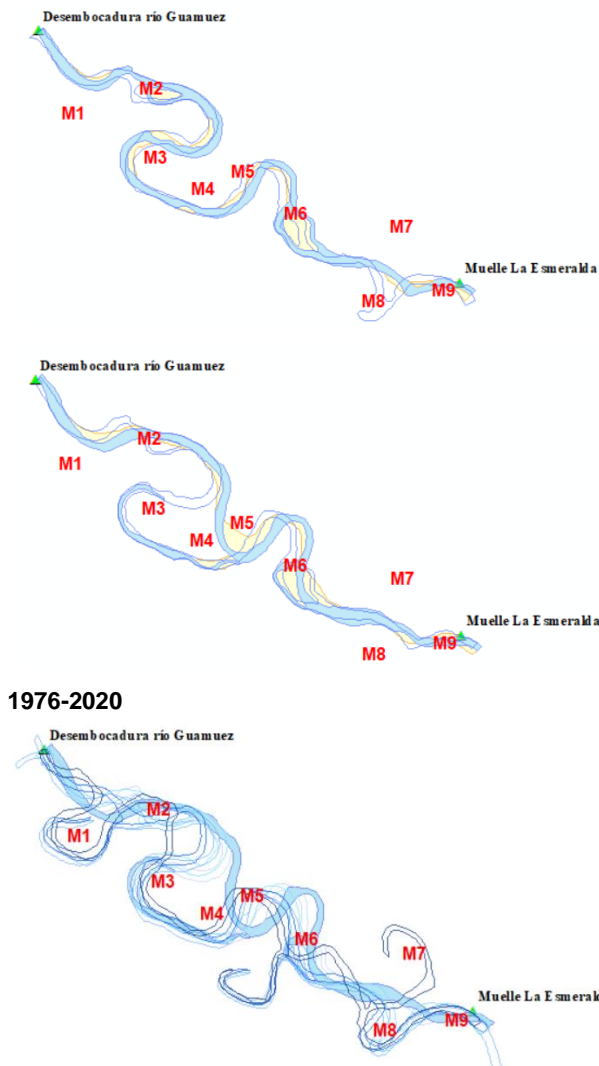 Desembocadura río Guamuez
M2
M1
M3
M5
M4
M6
M7
Muelle La Esmeralda
M9
M8
Desembocadura río Guamuez
M2
M1
M3
M5
M4
M6
M7
Muelle La Esmeralda
M9
M8
1976-2020
Desembocadura río Guamuez
M2
M1
M3
M5
M4
M6
M7
Muelle La Esmerald
M9
M8